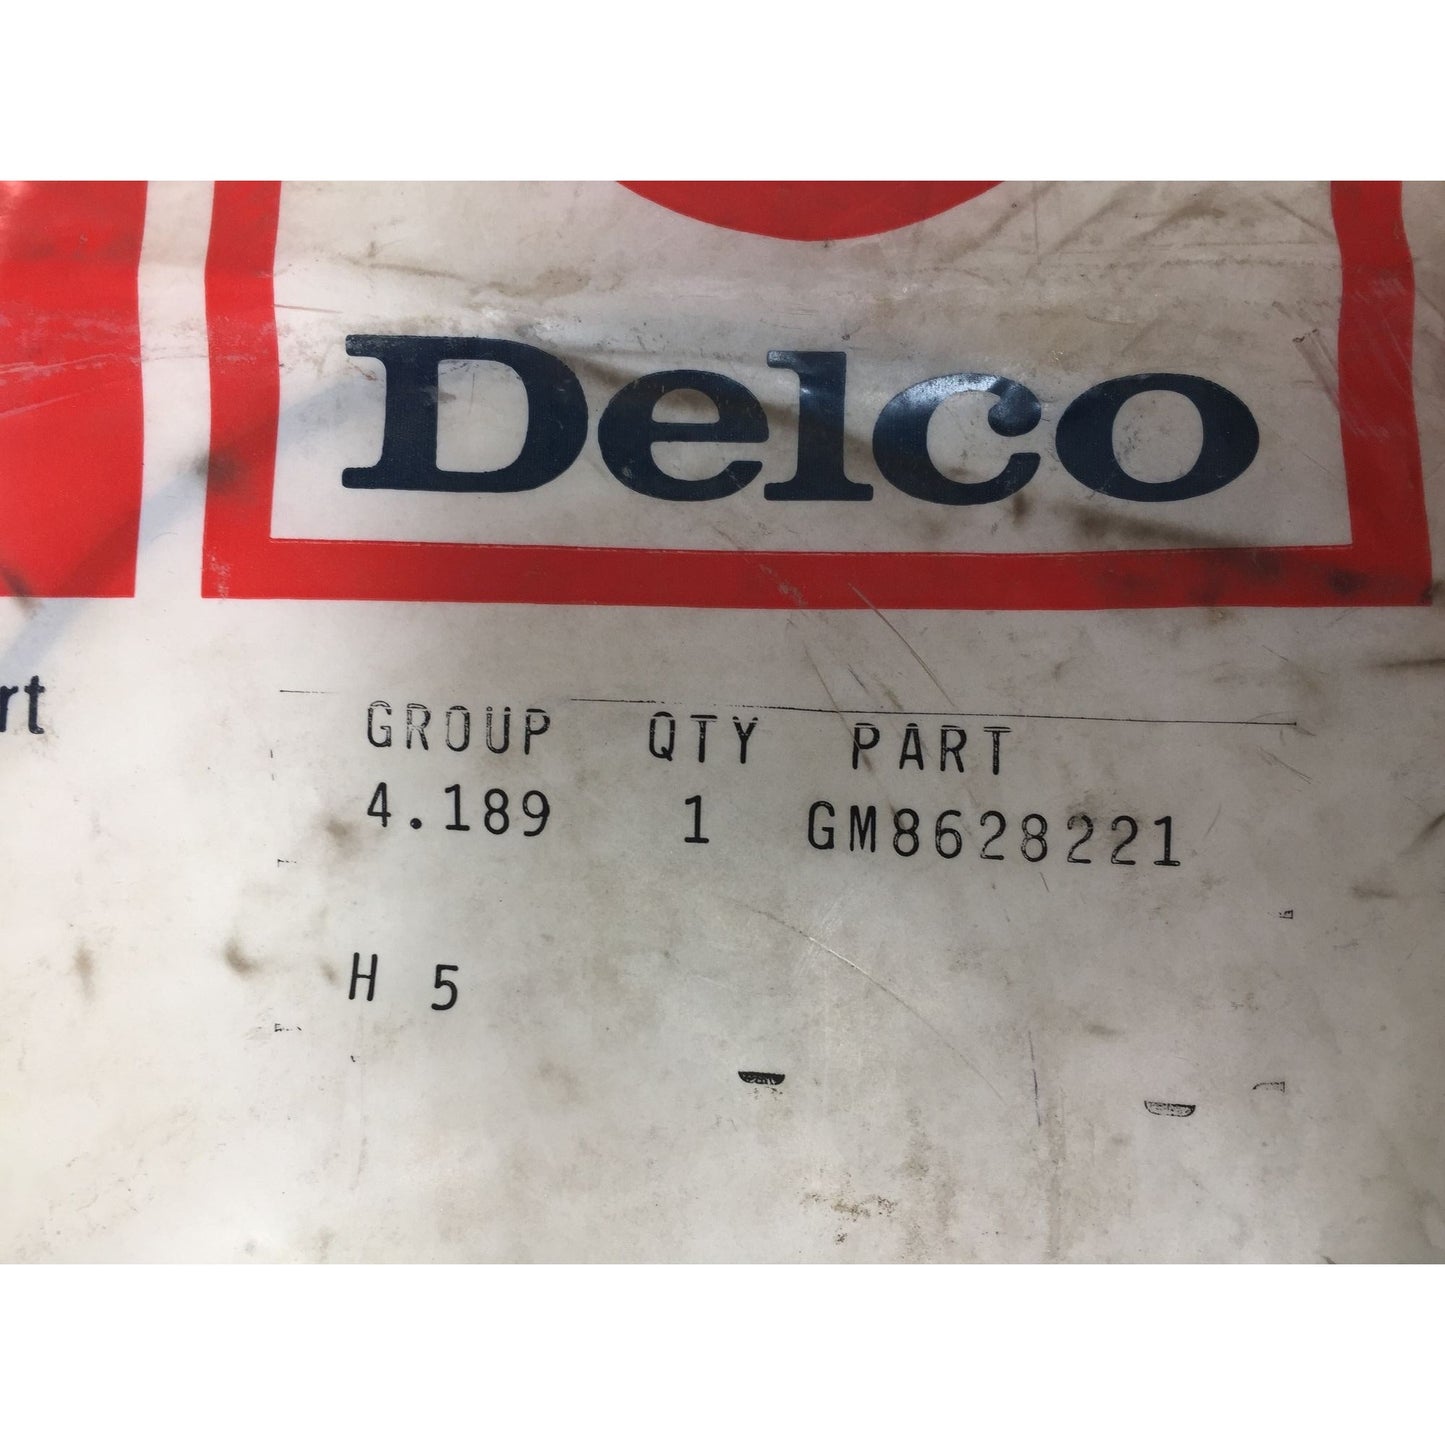 Delco
rt
GROUP QTY PART
4.189 1 GM8628221
H 5